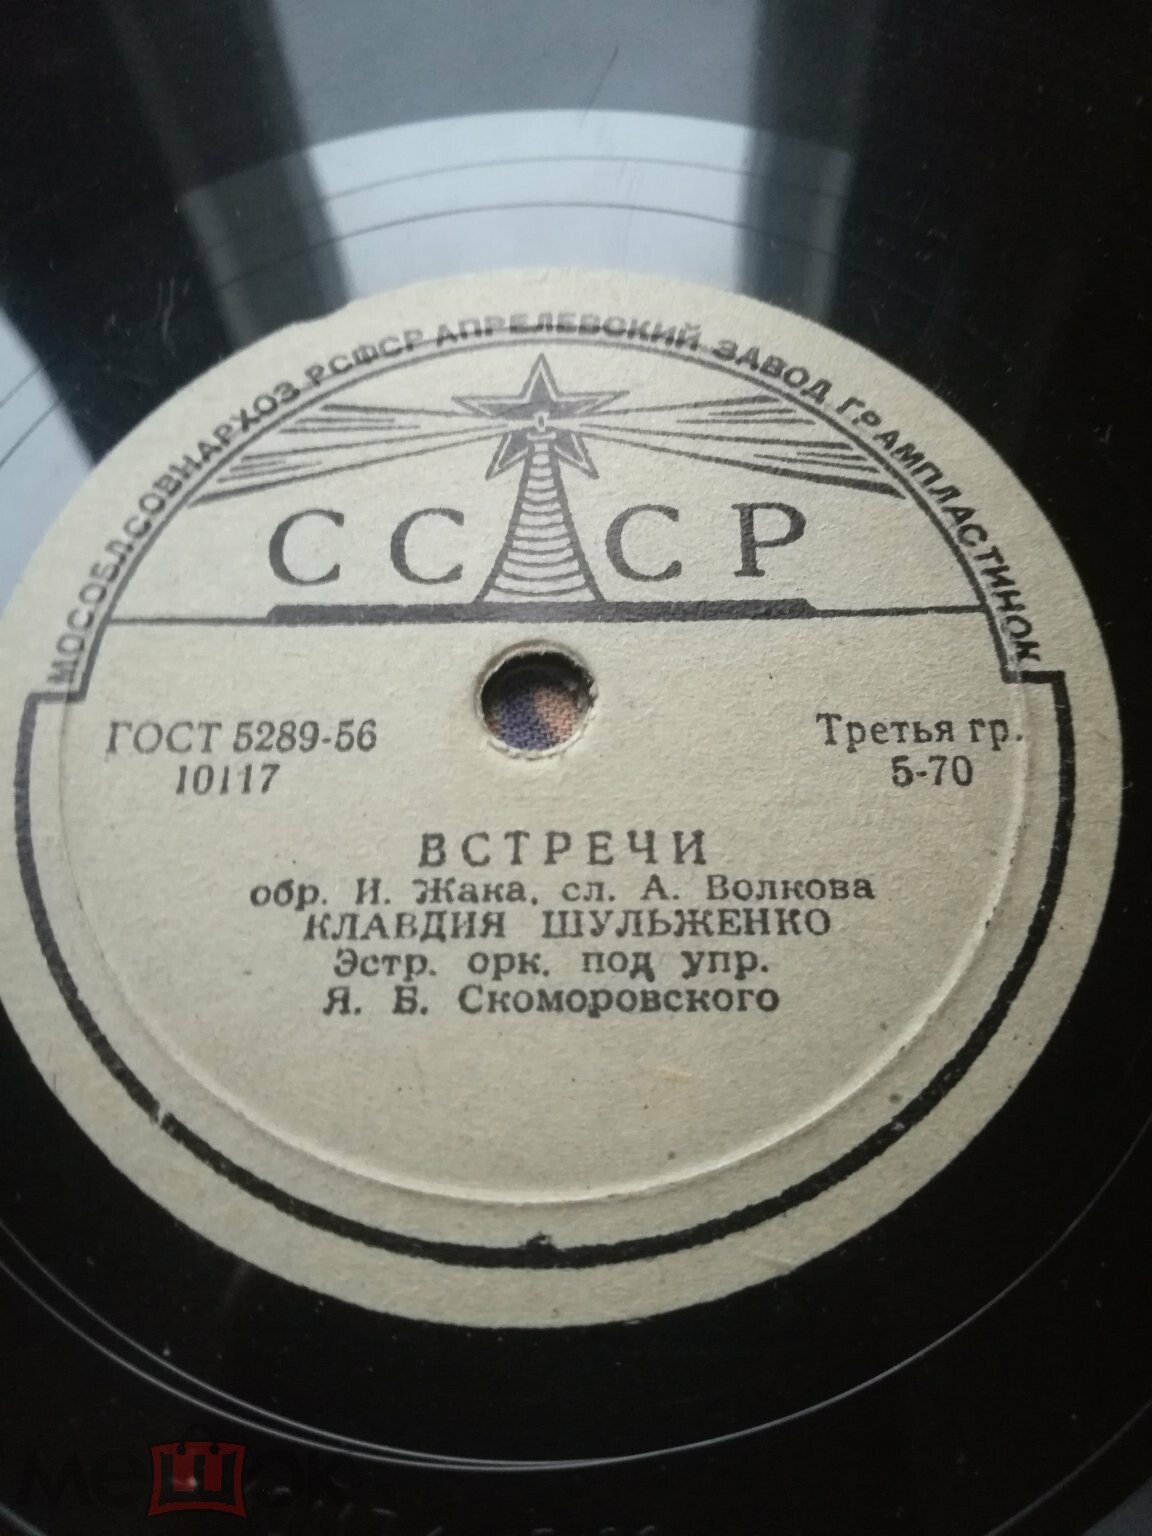 МОСОБЛСОВНАРХОЗ РСФСР АПРЕЛЕВСКИЙ ЗАВОД ГРАМПЛАСТИНОК
СССР
ГОСТ 5289-56
10117
Третья гр.
5-70
ВСТРЕЧИ
обр. И. Жака, сл. А. Волкова
КЛАВДИЯ ШУЛЬЖЕНКО
Эстр. орк. под упр.
Я. Б. Скоморовского
мешок